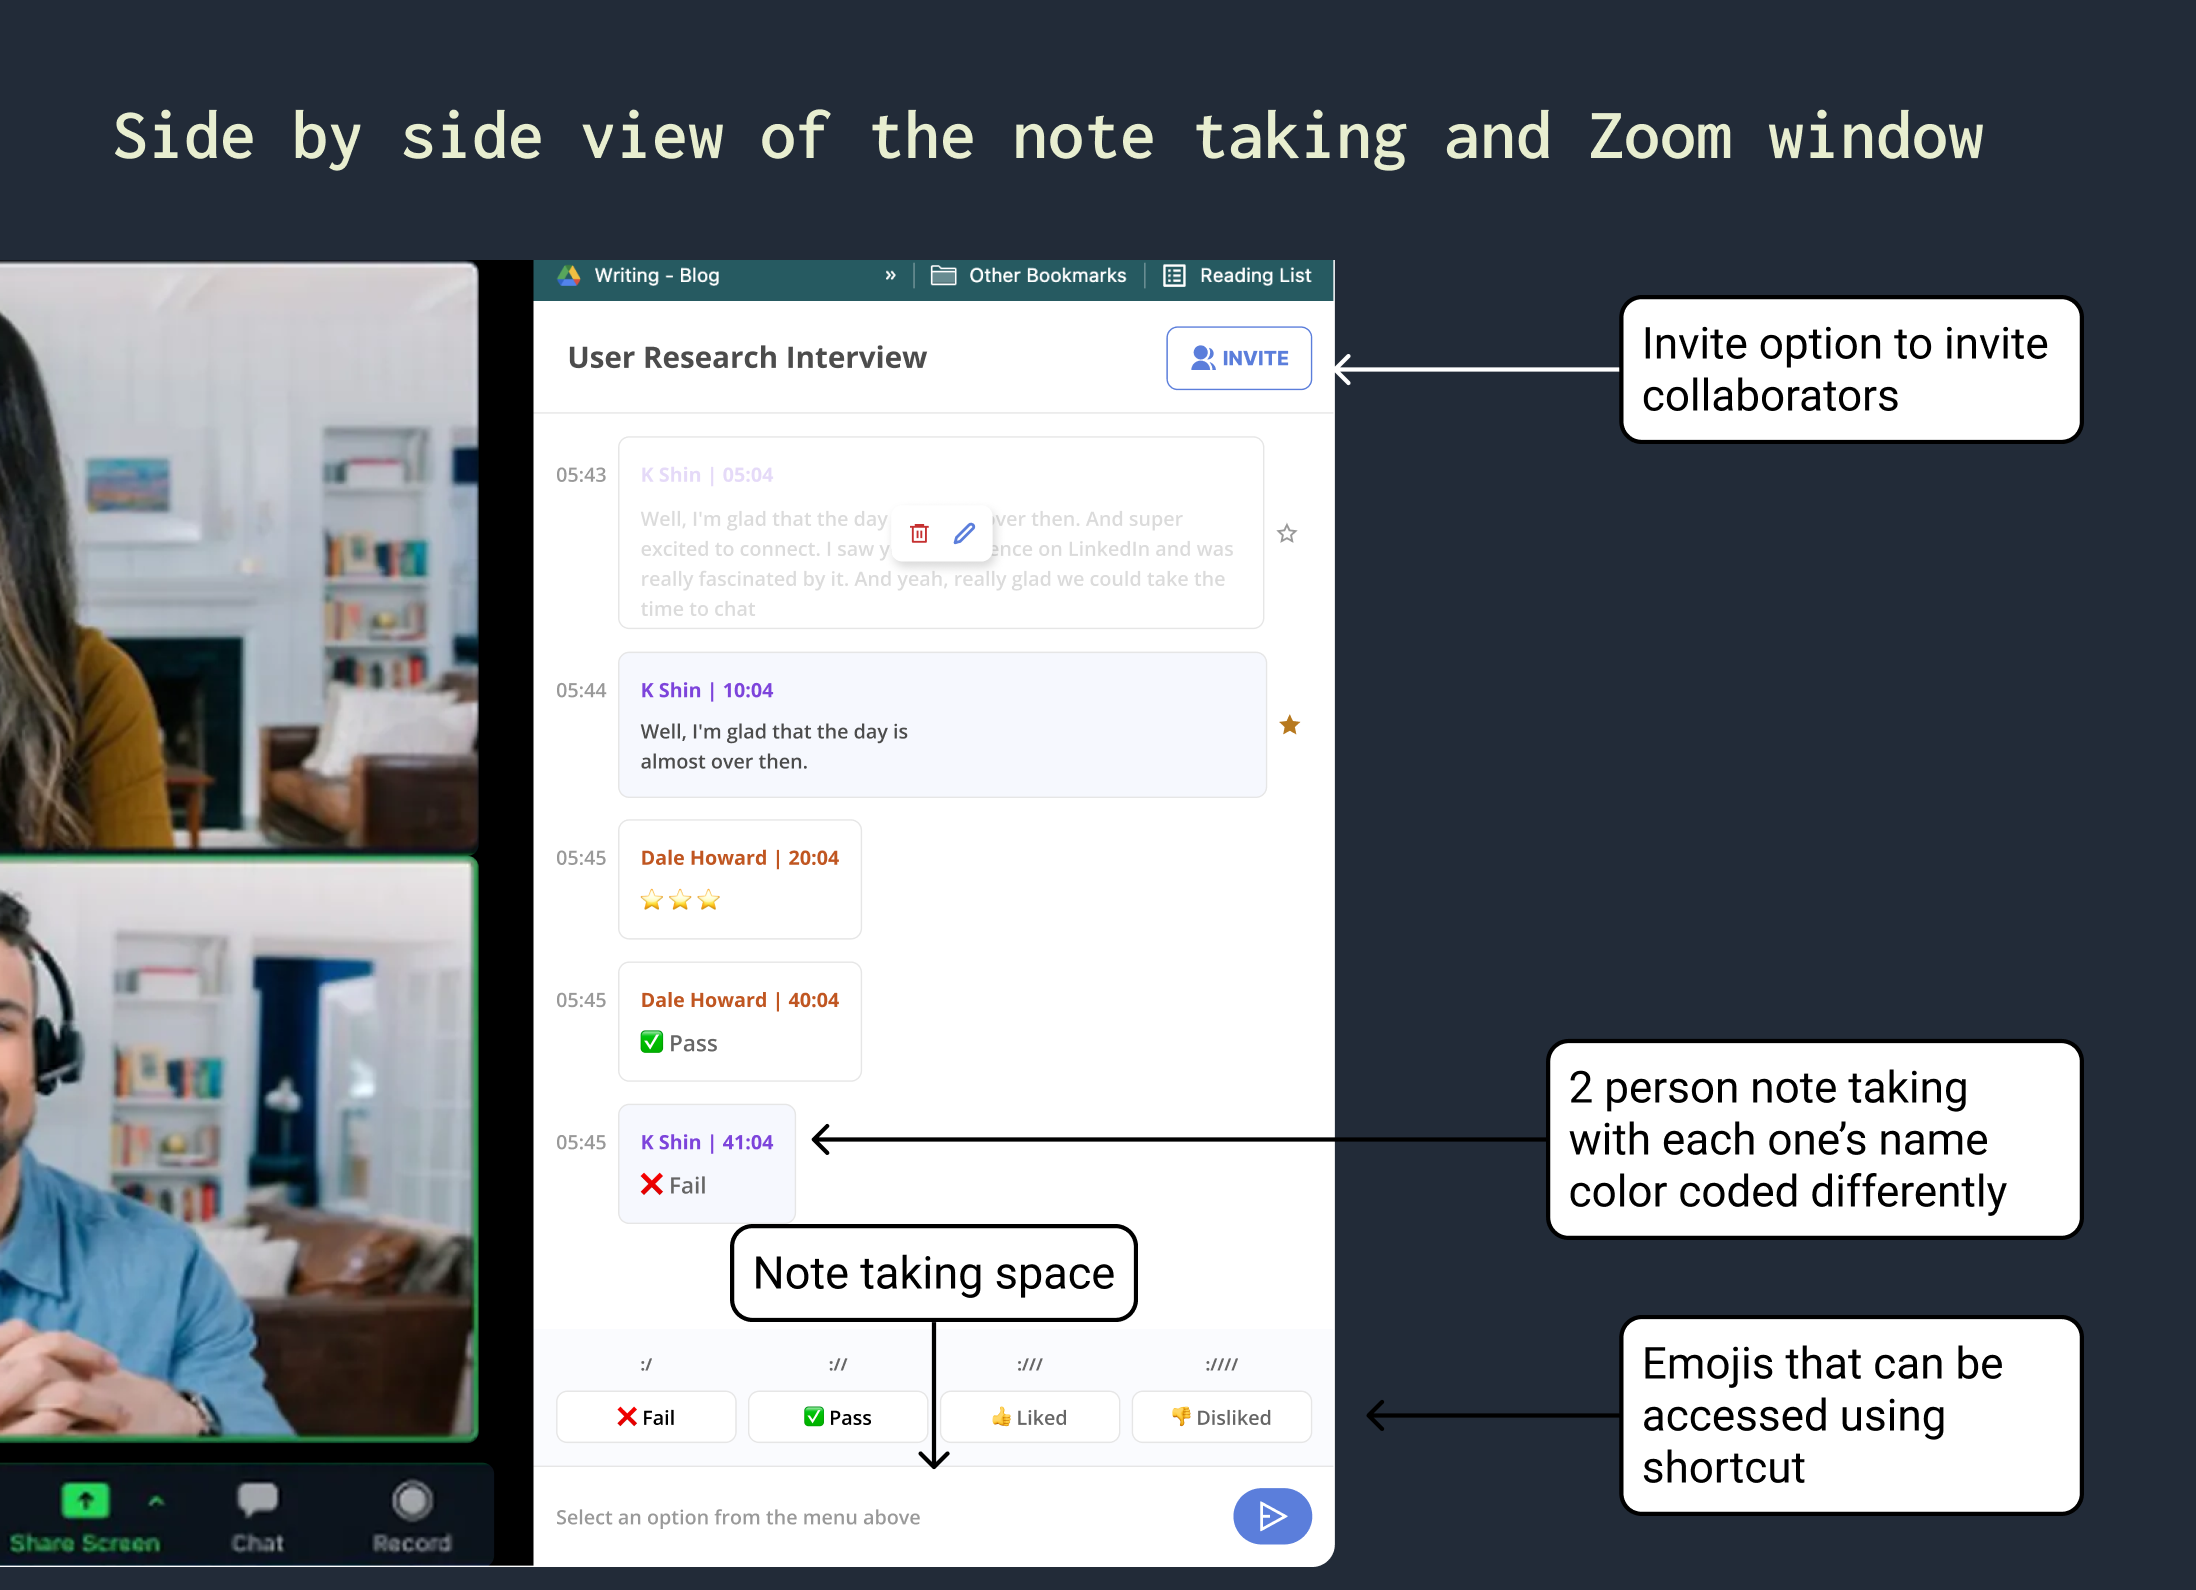 Side by side view of the note taking and Zoom window
Writing - Blog » Other Bookmarks Reading List
User Research Interview
INVITE
Invite option to invite
collaborators
05:43
K Shin | 05:04
Well, I'm glad that the day ver then. And super
excited to connect. I saw y ence on LinkedIn and was
really fascinated by it. And yeah, really glad we could take the
time to chat
05:44
K Shin | 10:04
Well, I'm glad that the day is
almost over then.
05:45
Dale Howard | 20:04
05:45
Dale Howard | 40:04
✅ Pass
05:45
K Shin | 41:04
❌ Fail
2 person note taking
with each one’s name
color coded differently
Note taking space
:/ :// :/// :////
❌ Fail ✅ Pass 👍 Liked 👎 Disliked
Emojis that can be
accessed using
shortcut
Select an option from the menu above
Share Screen Chat Record